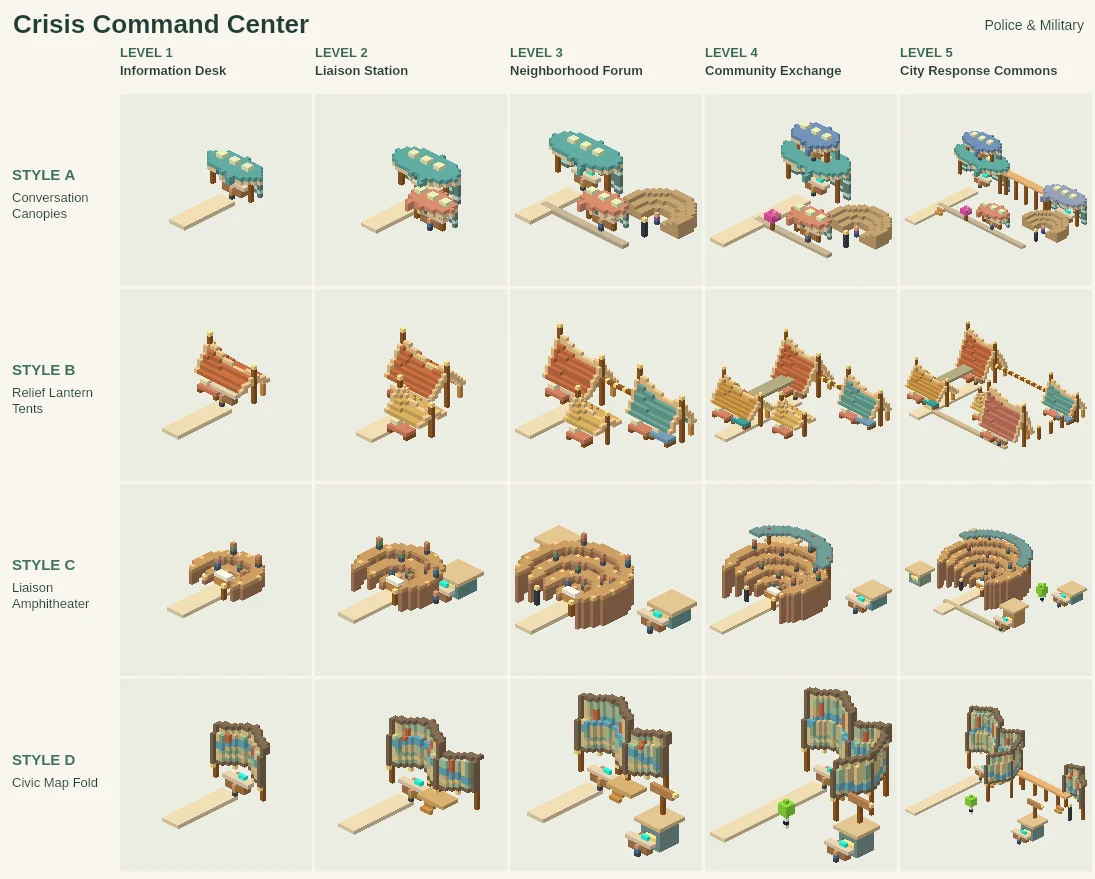 Crisis Command Center
Police & Military
LEVEL 1
Information Desk
LEVEL 2
Liaison Station
LEVEL 3
Neighborhood Forum
LEVEL 4
Community Exchange
LEVEL 5
City Response Commons
STYLE A
Conversation
Canopies
STYLE B
Relief Lantern
Tents
STYLE C
Liaison
Amphitheater
STYLE D
Civic Map Fold